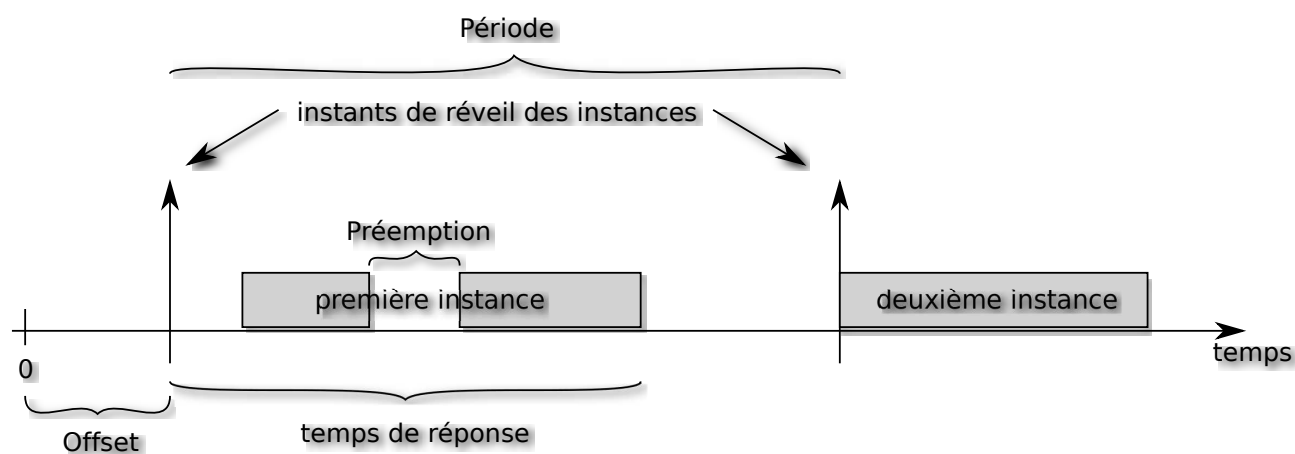 Période
instants de réveil des instances
Préemption
première instance
deuxième instance
temps
0
Offset
temps de réponse